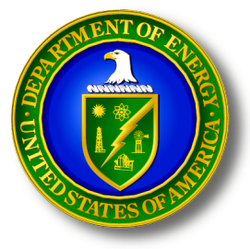 DEPARTMENT OF ENERGY
UNITED STATES OF AMERICA